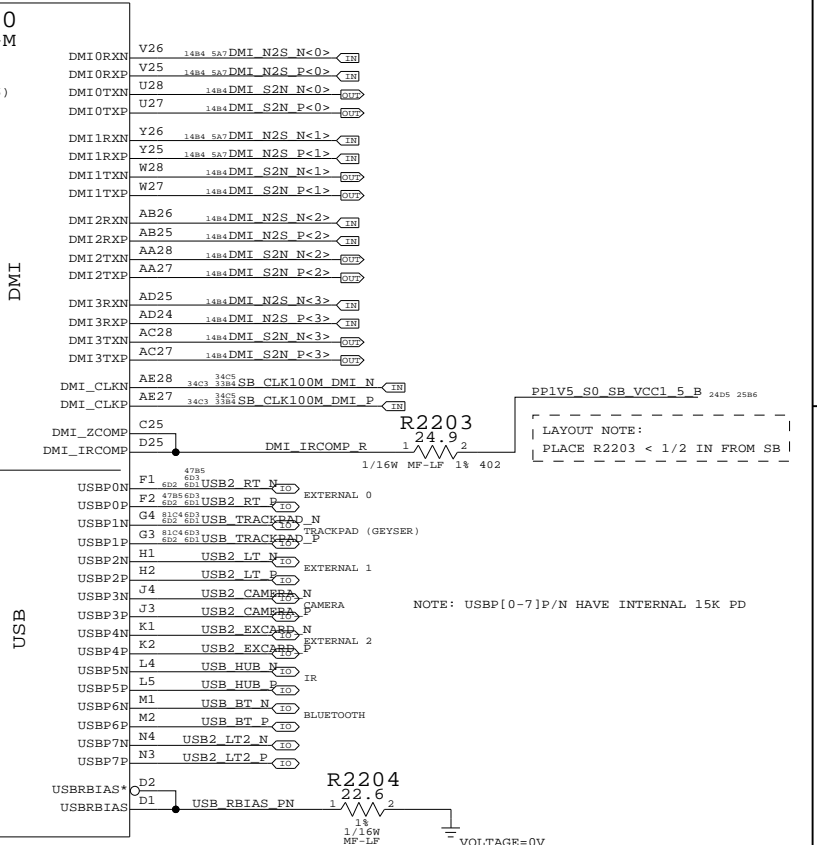 0
-M
)
DMI0RXN V26 14B4 5A7 DMI_N2S_N<0> IN
DMI0RXP V25 14B4 5A7 DMI_N2S_P<0> IN
DMI0TXN U28 14B4 DMI_S2N_N<0> OUT
DMI0TXP U27 14B4 DMI_S2N_P<0> OUT
DMI1RXN Y26 14B4 5A7 DMI_N2S_N<1> IN
DMI1RXP Y25 14B4 5A7 DMI_N2S_P<1> IN
DMI1TXN W28 14B4 DMI_S2N_N<1> OUT
DMI1TXP W27 14B4 DMI_S2N_P<1> OUT
DMI2RXN AB26 14B4 DMI_N2S_N<2> IN
DMI2RXP AB25 14B4 DMI_N2S_P<2> IN
DMI2TXN AA28 14B4 DMI_S2N_N<2> OUT
DMI2TXP AA27 14B4 DMI_S2N_P<2> OUT
DMI
DMI3RXN AD25 14B4 DMI_N2S_N<3> IN
DMI3RXP AD24 14B4 DMI_N2S_P<3> IN
DMI3TXN AC28 14B4 DMI_S2N_N<3> OUT
DMI3TXP AC27 14B4 DMI_S2N_P<3> OUT
DMI_CLKN AE28 34C5 34C3 33B4 SB_CLK100M_DMI_N IN
DMI_CLKP AE27 34C5 34C3 33B4 SB_CLK100M_DMI_P IN
PP1V5_S0_SB_VCC1_5_B 24D5 25B6
DMI_ZCOMP C25
DMI_IRCOMP D25 DMI_IRCOMP_R
R2203
24.9
1 2
1/16W MF-LF 1% 402
LAYOUT NOTE:
PLACE R2203 < 1/2 IN FROM SB
USBP0N F1 47B5 6D3 6D2 6D1 USB2_RT_N IO
EXTERNAL 0
USBP0P F2 47B5 6D3 6D2 6D1 USB2_RT_P IO
USBP1N G4 81C4 6D3 6D2 6D1 USB_TRACKPAD_N IO
TRACKPAD (GEYSER)
USBP1P G3 81C4 6D3 6D2 6D1 USB_TRACKPAD_P IO
USBP2N H1 USB2_LT_N IO
EXTERNAL 1
USBP2P H2 USB2_LT_P IO
USBP3N J4 USB2_CAMERA_N IO
CAMERA
USBP3P J3 USB2_CAMERA_P IO
NOTE: USBP[0-7]P/N HAVE INTERNAL 15K PD
USB
USBP4N K1 USB2_EXCARD_N IO
EXTERNAL 2
USBP4P K2 USB2_EXCARD_P IO
USBP5N L4 USB_HUB_N IO
IR
USBP5P L5 USB_HUB_P IO
USBP6N M1 USB_BT_N IO
BLUETOOTH
USBP6P M2 USB_BT_P IO
USBP7N N4 USB2_LT2_N IO
USBP7P N3 USB2_LT2_P IO
USBRBIAS* D2
USBRBIAS D1 USB_RBIAS_PN
R2204
22.6
1 2
1%
1/16W
MF-LF
VOLTAGE=0V